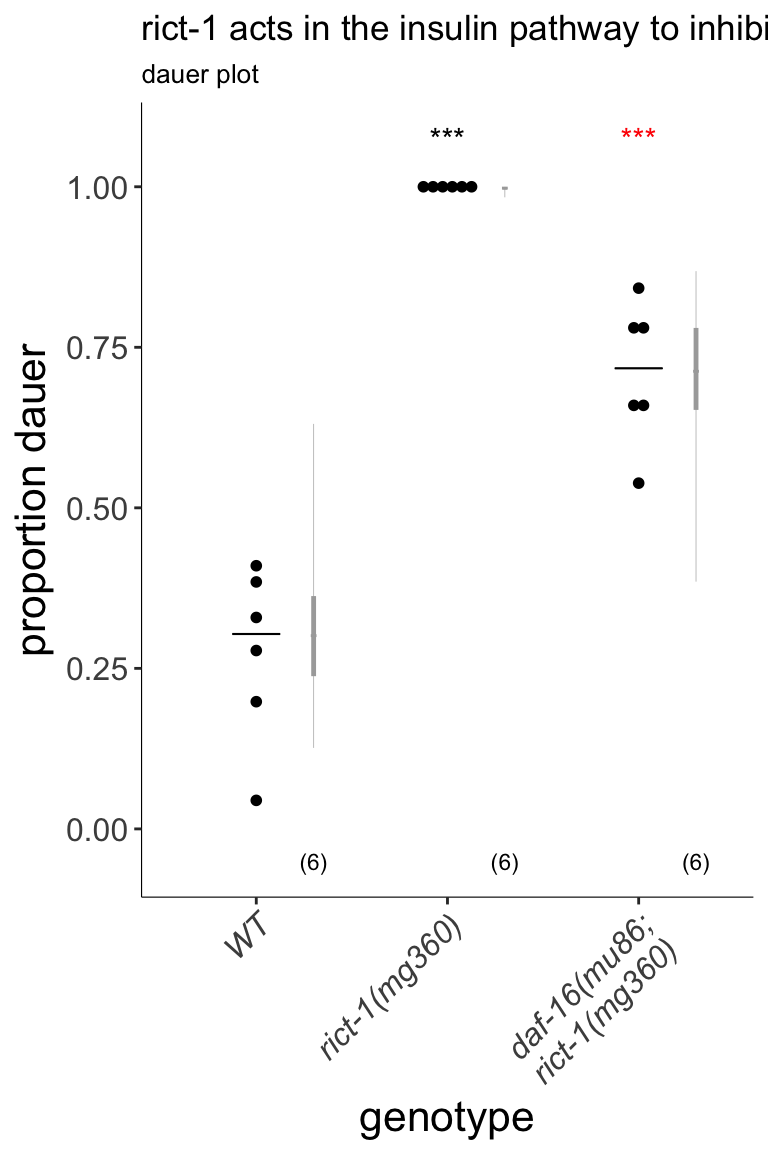 rict-1 acts in the insulin pathway to inhibi
dauer plot
*** ***
1.00
0.75
0.50
0.25
0.00
proportion dauer
(6) (6) (6)
WT
rict-1(mg360)
daf-16(mu86;
rict-1(mg360)
genotype